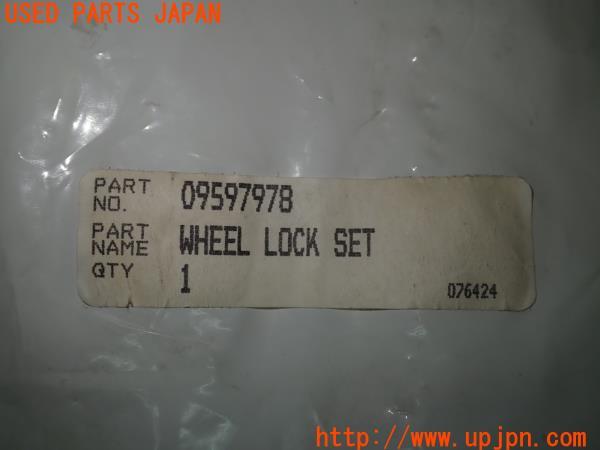 USED PARTS JAPAN
PART NO. 09597978
PART NAME WHEEL LOCK SET
QTY 1
076424
http://www.upjpn.com